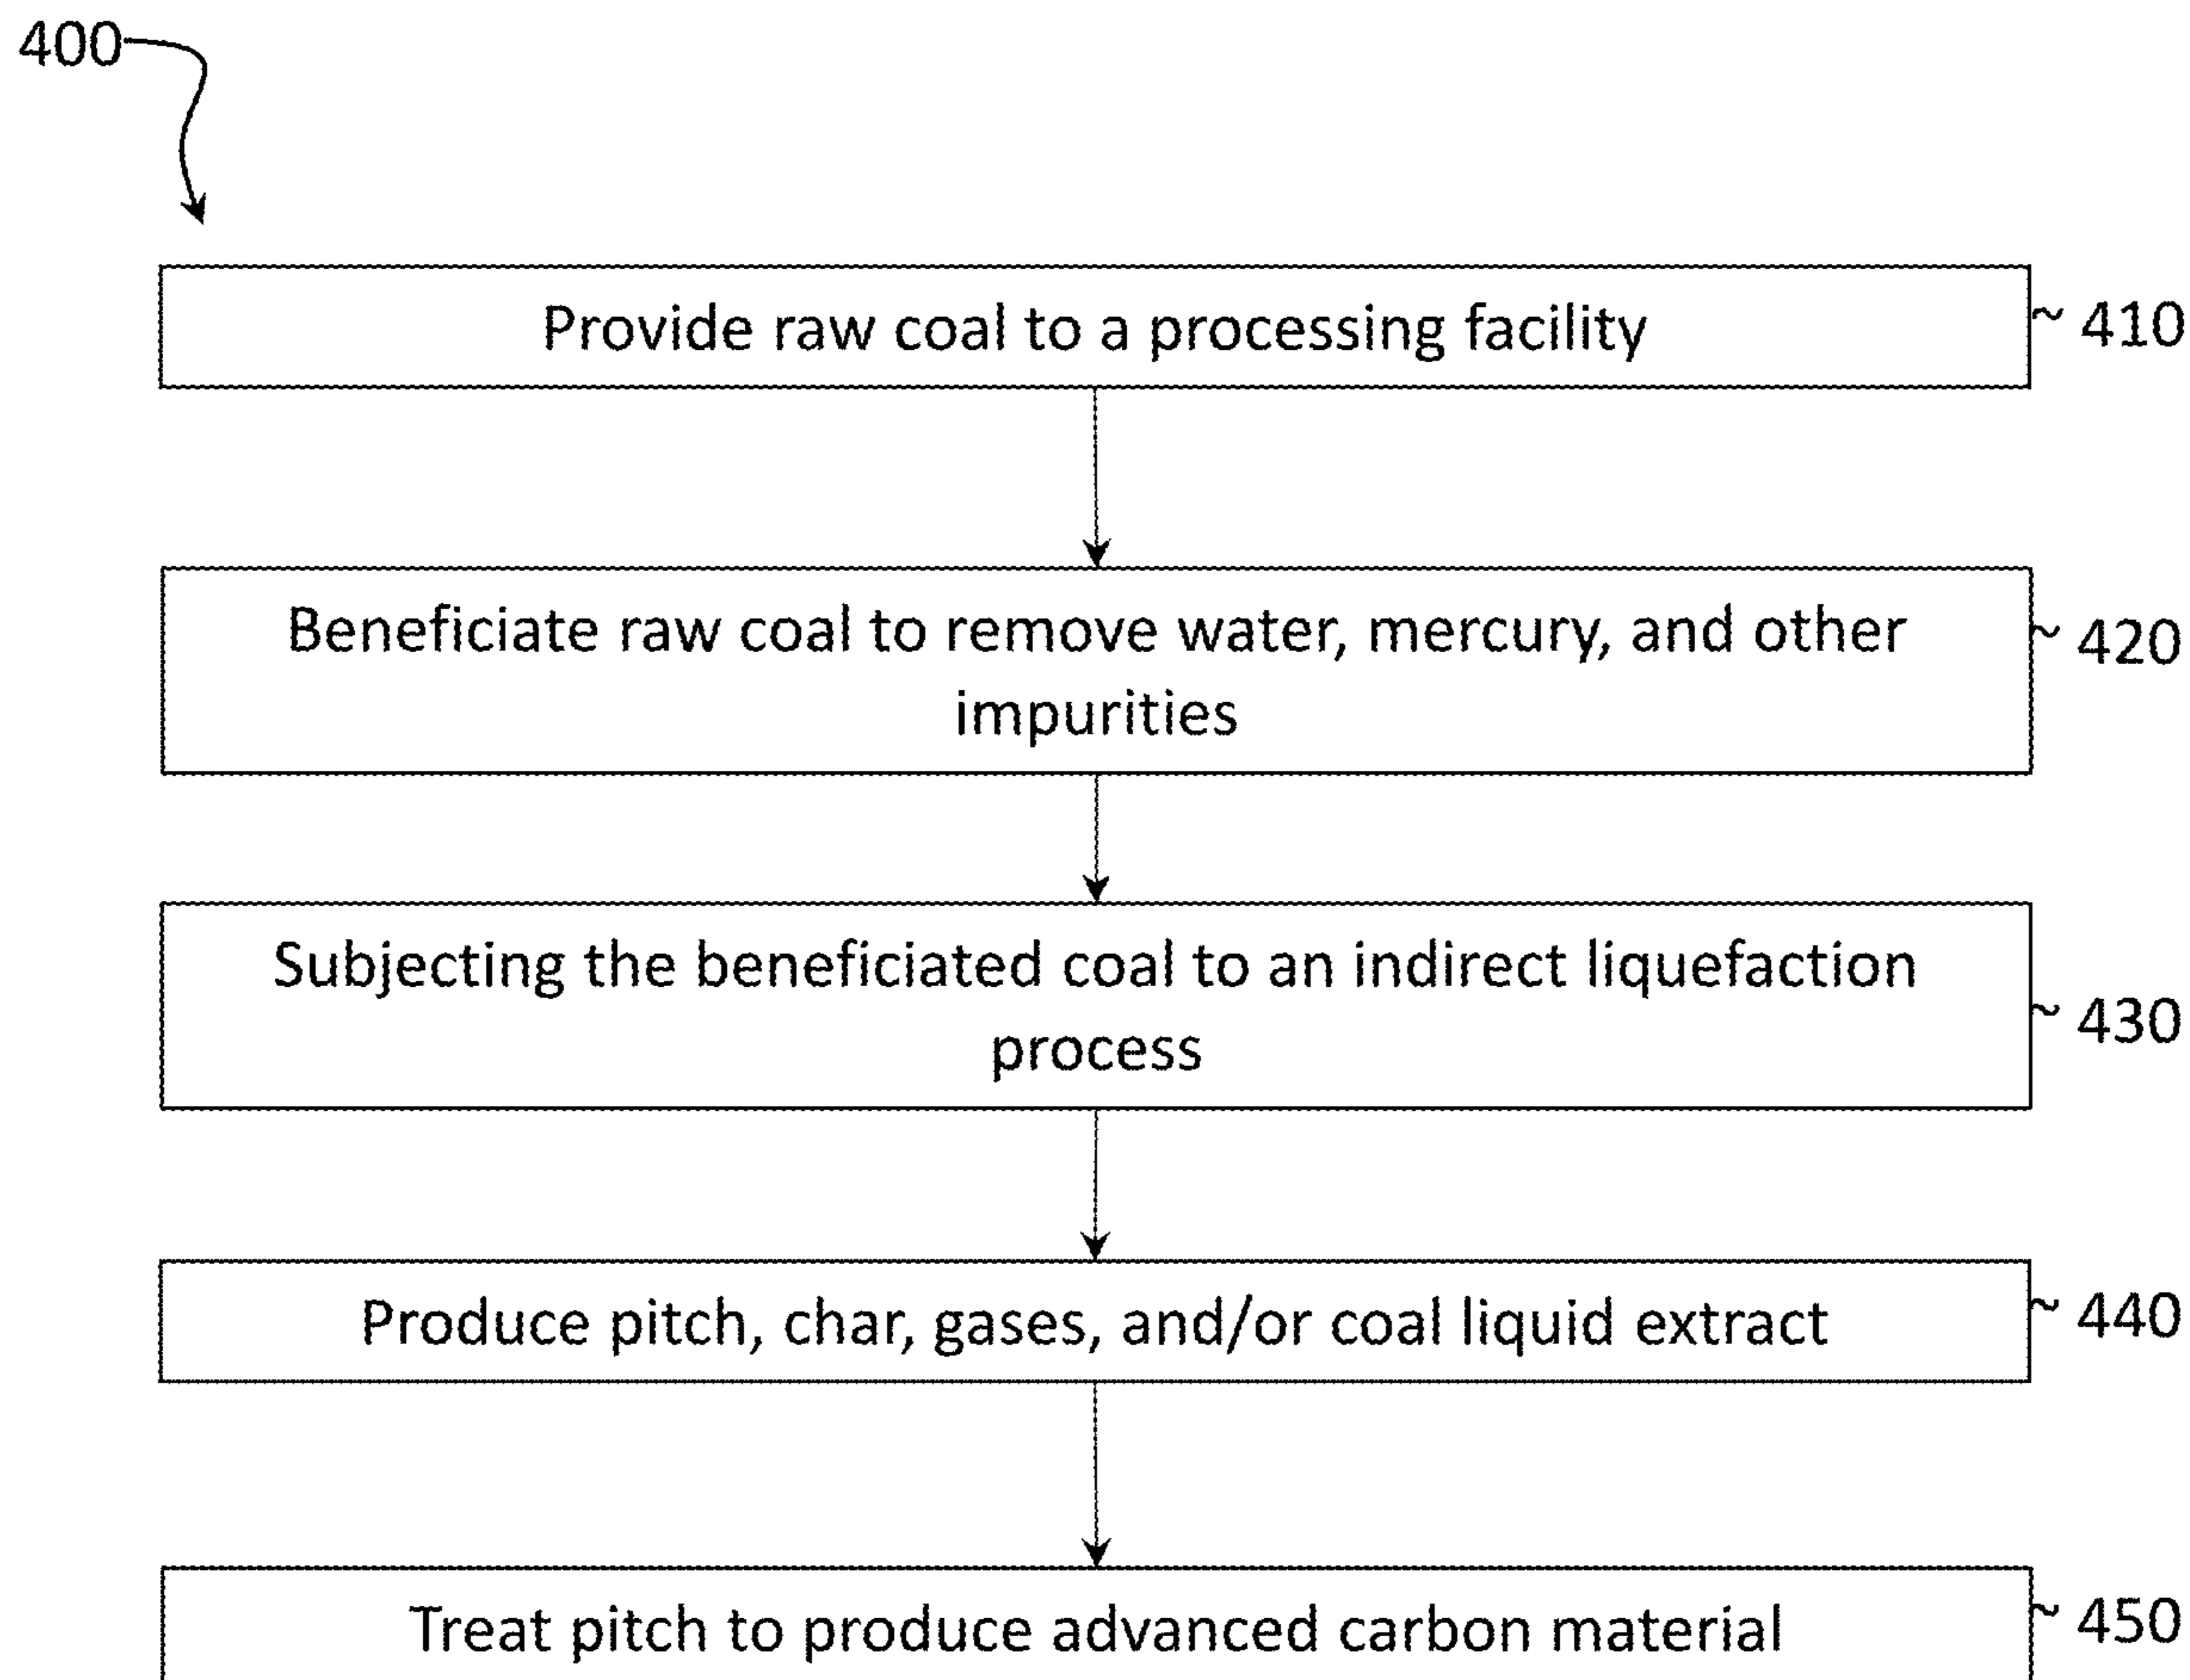 400
Provide raw coal to a processing facility
410
Beneficiate raw coal to remove water, mercury, and other
impurities
420
Subjecting the beneficiated coal to an indirect liquefaction
process
430
Produce pitch, char, gases, and/or coal liquid extract
440
Treat pitch to produce advanced carbon material
450